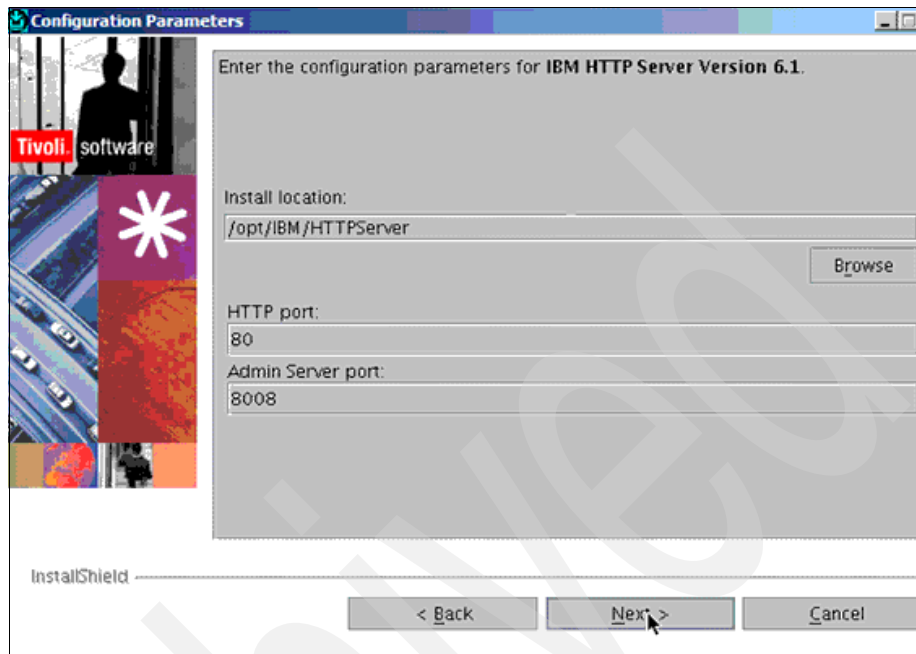 Configuration Parameters
Tivoli. software
Enter the configuration parameters for IBM HTTP Server Version 6.1.
Install location:
/opt/IBM/HTTPServer
Browse
HTTP port:
80
Admin Server port:
8008
InstallShield
< Back
Next >
Cancel